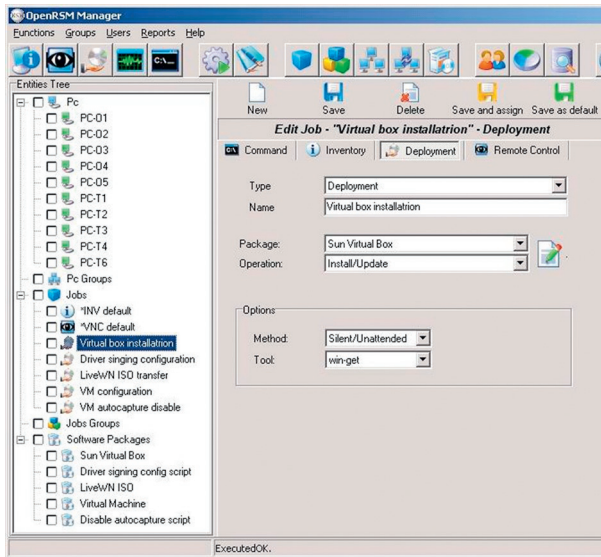 OpenRSM Manager
Functions Groups Users Reports Help
C:\_
Entities Tree
Pc
PC-01
PC-02
PC-03
PC-04
PC-05
PC-T1
PC-T2
PC-T3
PC-T4
PC-T6
Pc Groups
Jobs
*INV default
*VNC default
Virtual box installatrion
Driver singing configuration
LiveWN ISO transfer
VM configuration
VM autocapture disable
Jobs Groups
Software Packages
Sun Virtual Box
Driver signing config script
LiveWN ISO
Virtual Machine
Disable autocapture script
New Save Delete Save and assign Save as default
Edit Job - "Virtual box installatrion" - Deployment
Command Inventory Deployment Remote Control
Type Deployment
Name Virtual box installatrion
Package: Sun Virtual Box
Operation: Install/Update
Options
Method: Silent/Unattended
Tool: win-get
ExecutedOK.